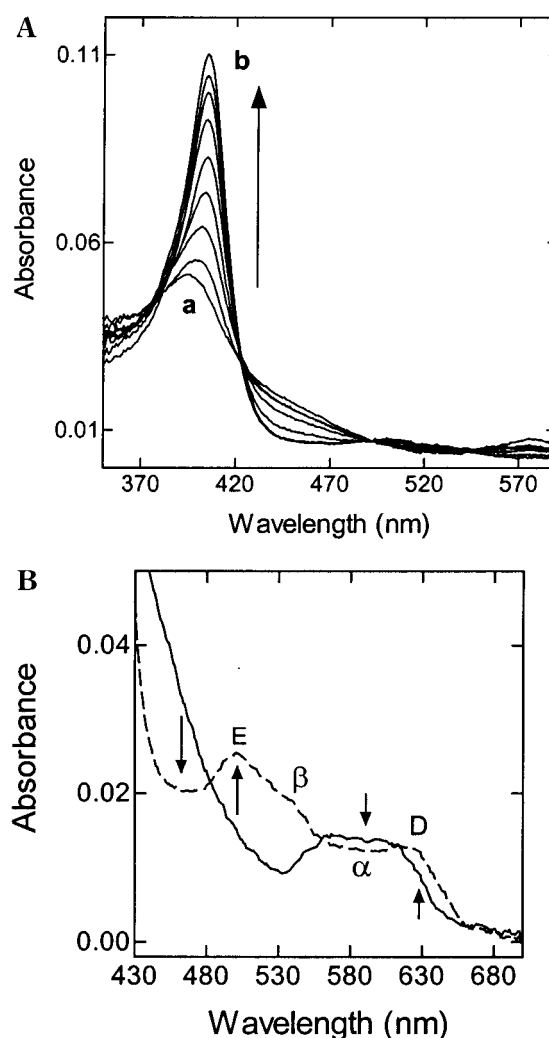 A
0.11
0.06
0.01
Absorbance
b
a
370 420 470 520 570
Wavelength (nm)
B
0.04
0.02
0.00
Absorbance
E
β
α
D
430 480 530 580 630 680
Wavelength (nm)